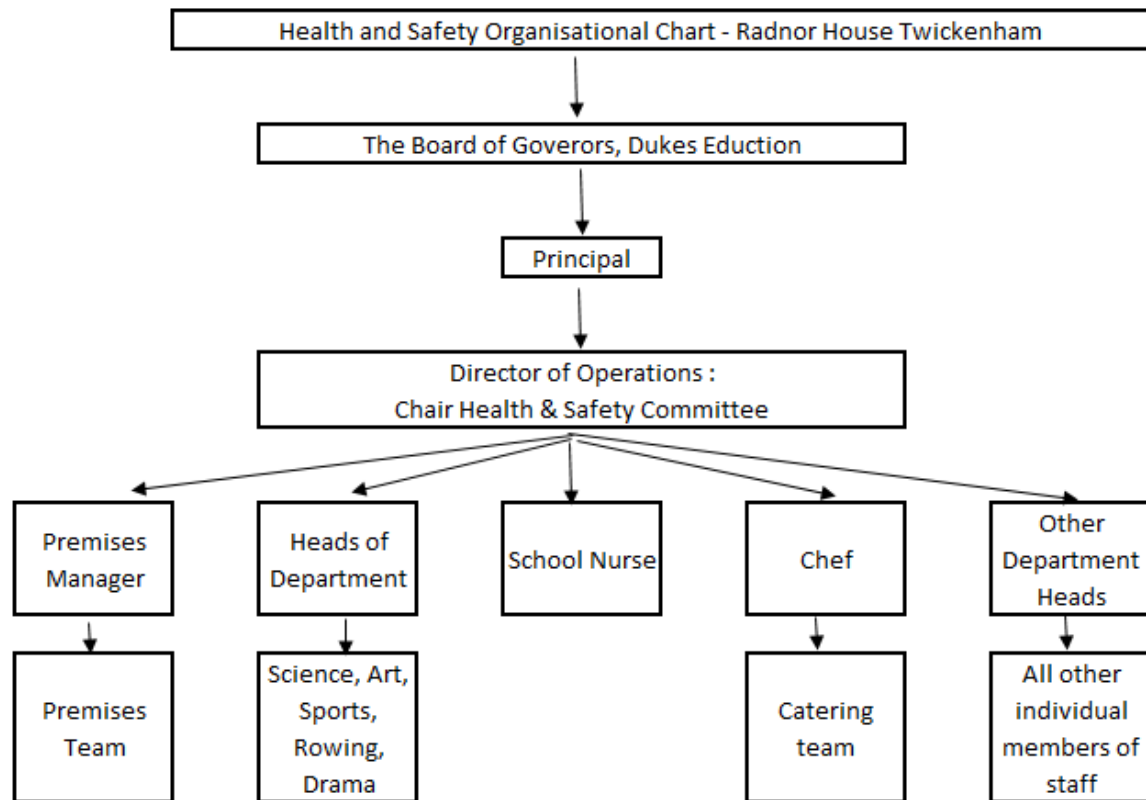 Health and Safety Organisational Chart - Radnor House Twickenham
The Board of Goverors, Dukes Eduction
Principal
Director of Operations :
Chair Health & Safety Committee
Premises
Manager
Heads of
Department
School Nurse
Chef
Other
Department
Heads
Premises
Team
Science, Art,
Sports,
Rowing,
Drama
Catering
team
All other
individual
members of
staff